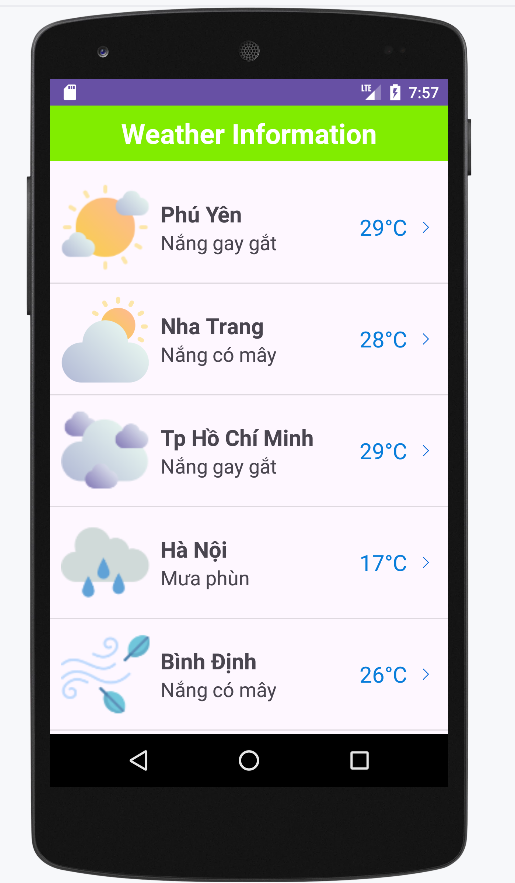 LTE 7:57
Weather Information
Phú Yên
Nắng gay gắt
29°C
Nha Trang
Nắng có mây
28°C
Tp Hồ Chí Minh
Nắng gay gắt
29°C
Hà Nội
Mưa phùn
17°C
Bình Định
Nắng có mây
26°C